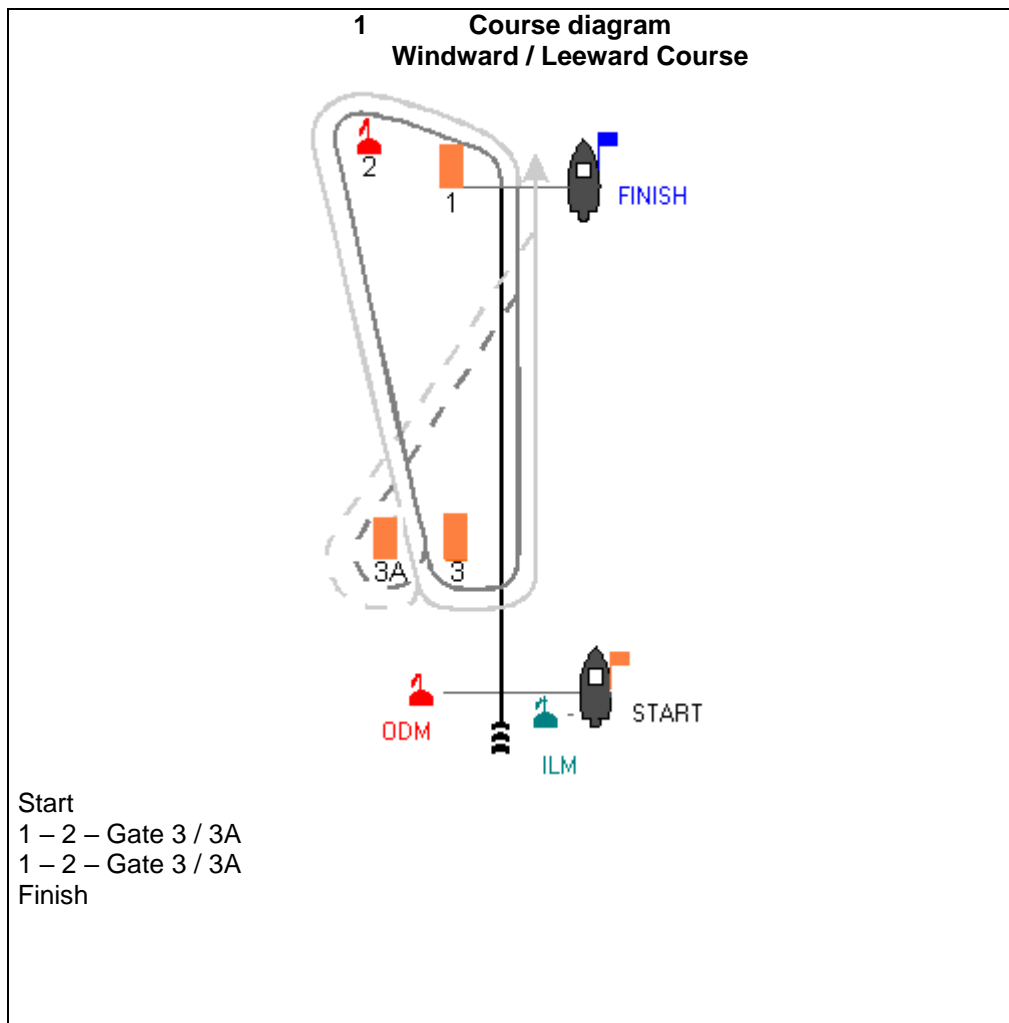 1 Course diagram
Windward / Leeward Course
2
1
FINISH
3A
3
ODM
START
ILM
Start
1 – 2 – Gate 3 / 3A
1 – 2 – Gate 3 / 3A
Finish